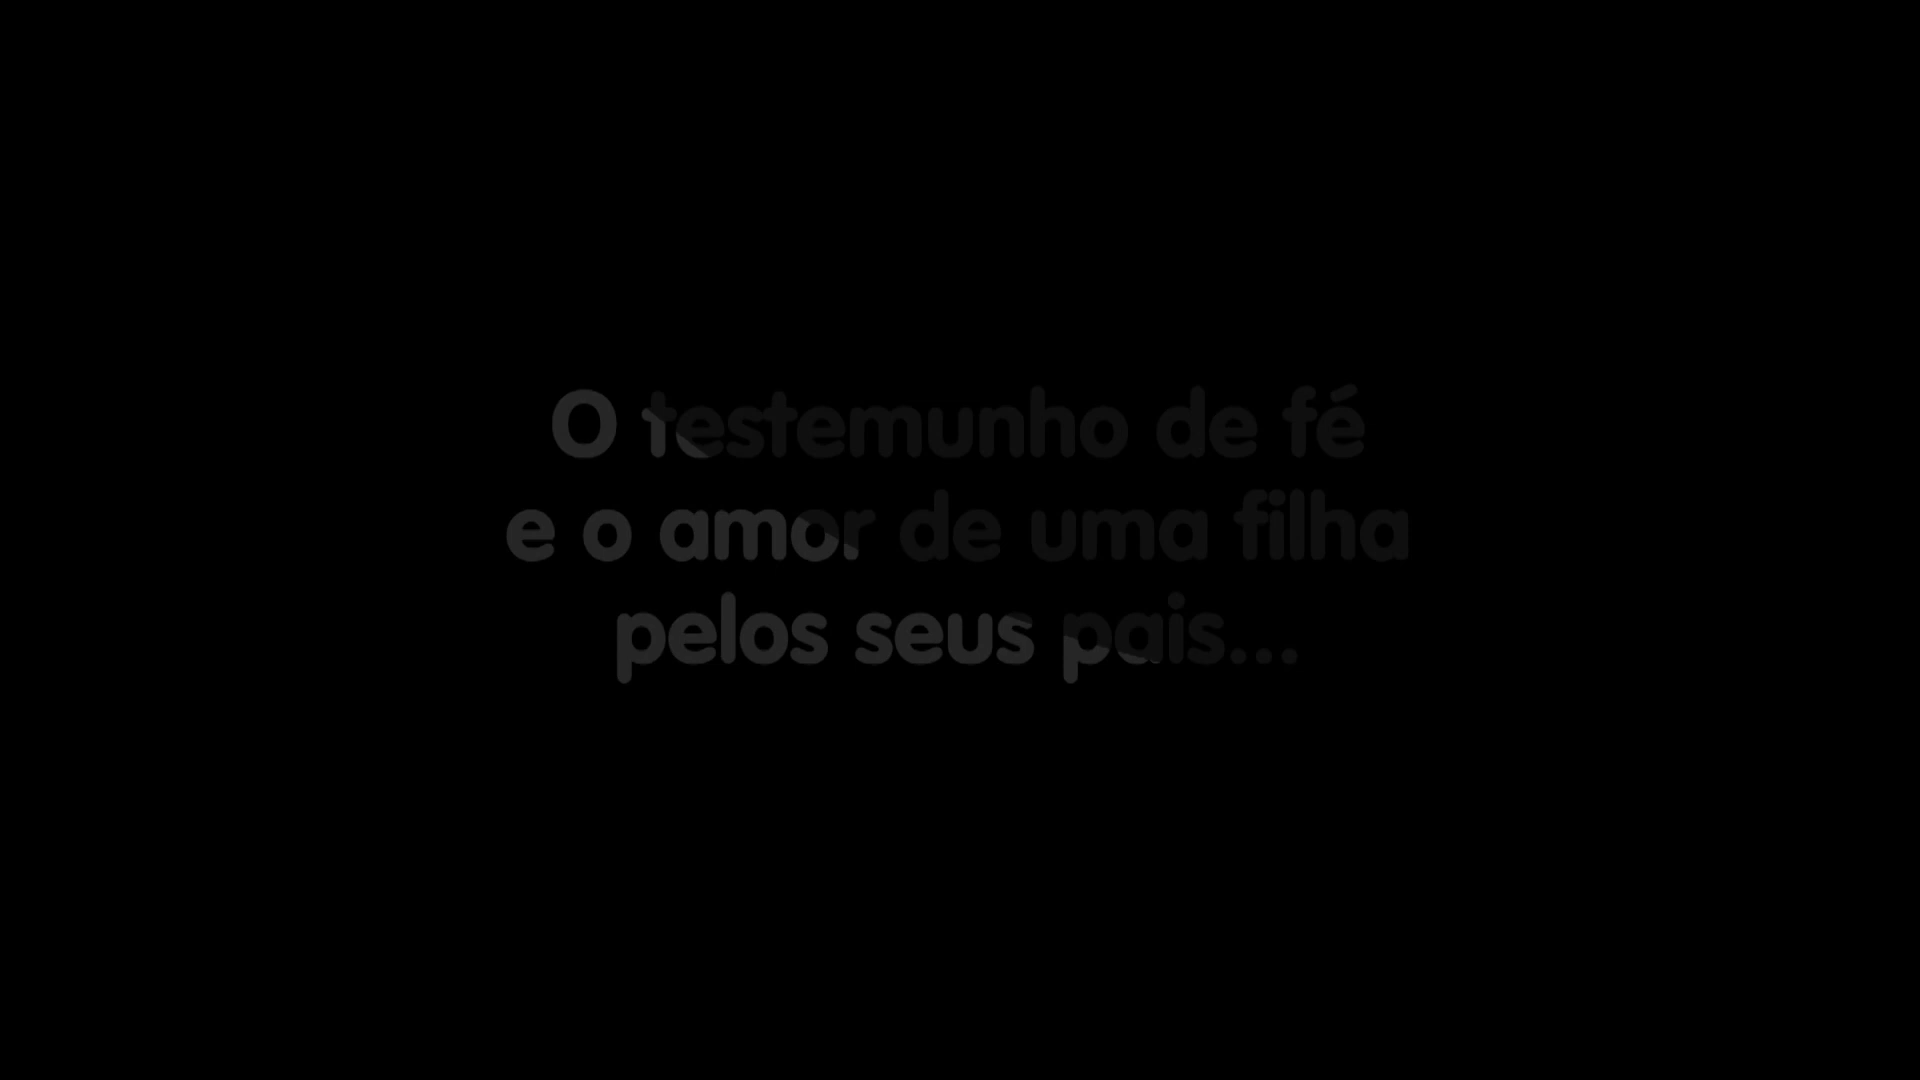 O testemunho de fé
e o amor de uma filha
pelos seus pais...